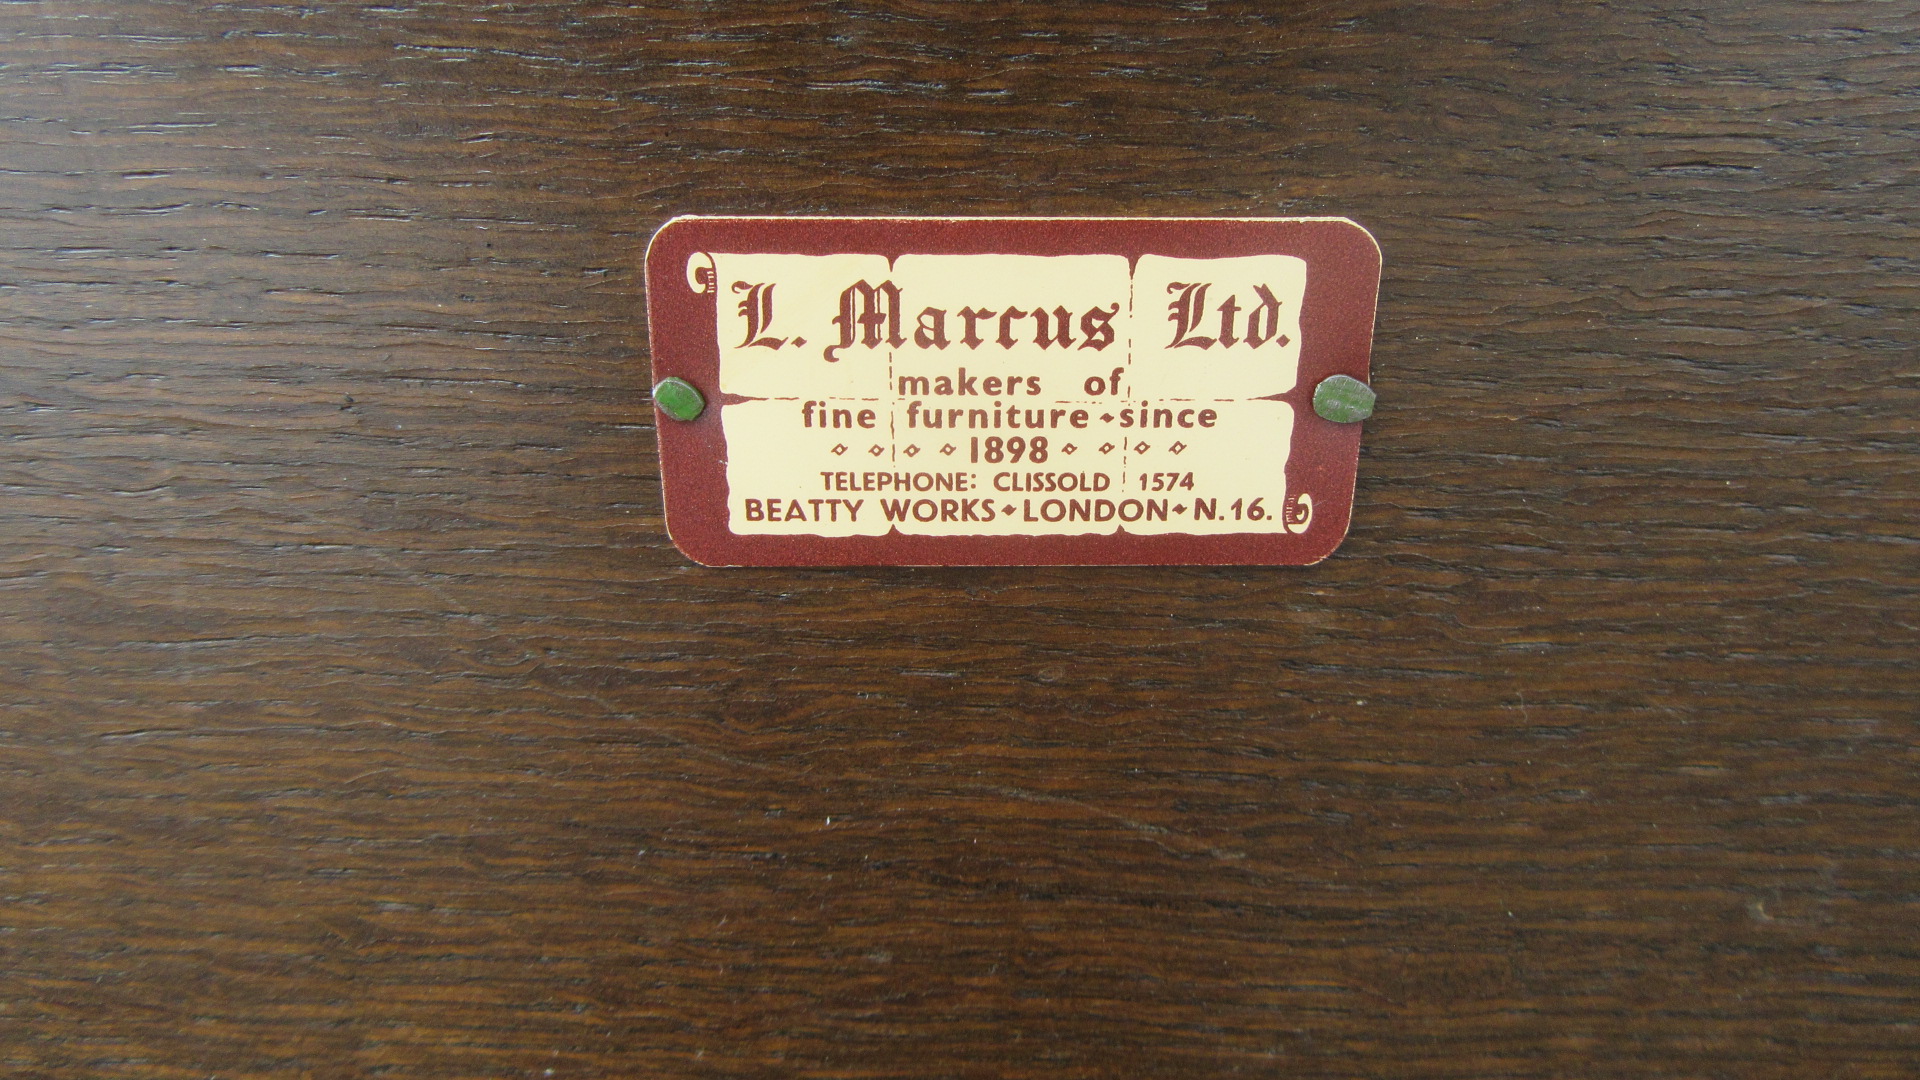 L. Marcus Ltd.
makers of
fine furniture since
1898
TELEPHONE: CLISSOLD 1574
BEATTY WORKS LONDON N.16.